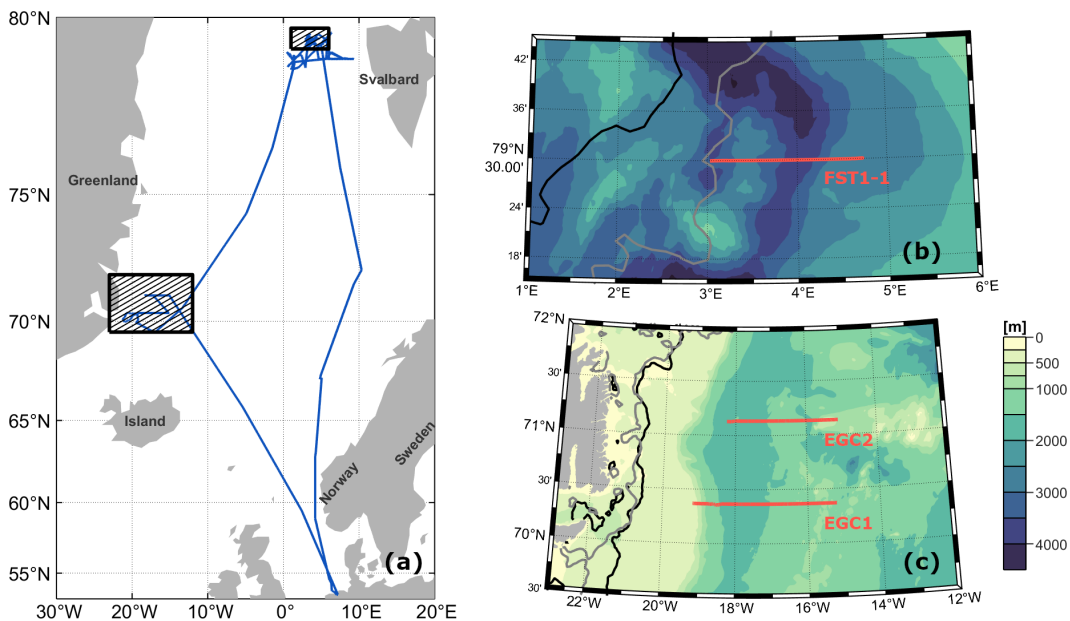 80°N
75°N
70°N
65°N
60°N
55°N
30°W
20°W
10°W
0°
10°E
20°E
Svalbard
Greenland
Island
Norway
Sweden
(a)
42'
36'
79°N
30.00'
24'
18'
1°E
2°E
3°E
4°E
5°E
6°E
FST1-1
(b)
72°N
30'
71°N
30'
70°N
30'
22°W
20°W
18°W
16°W
14°W
12°W
EGC2
EGC1
(c)
[m]
0
500
1000
2000
3000
4000